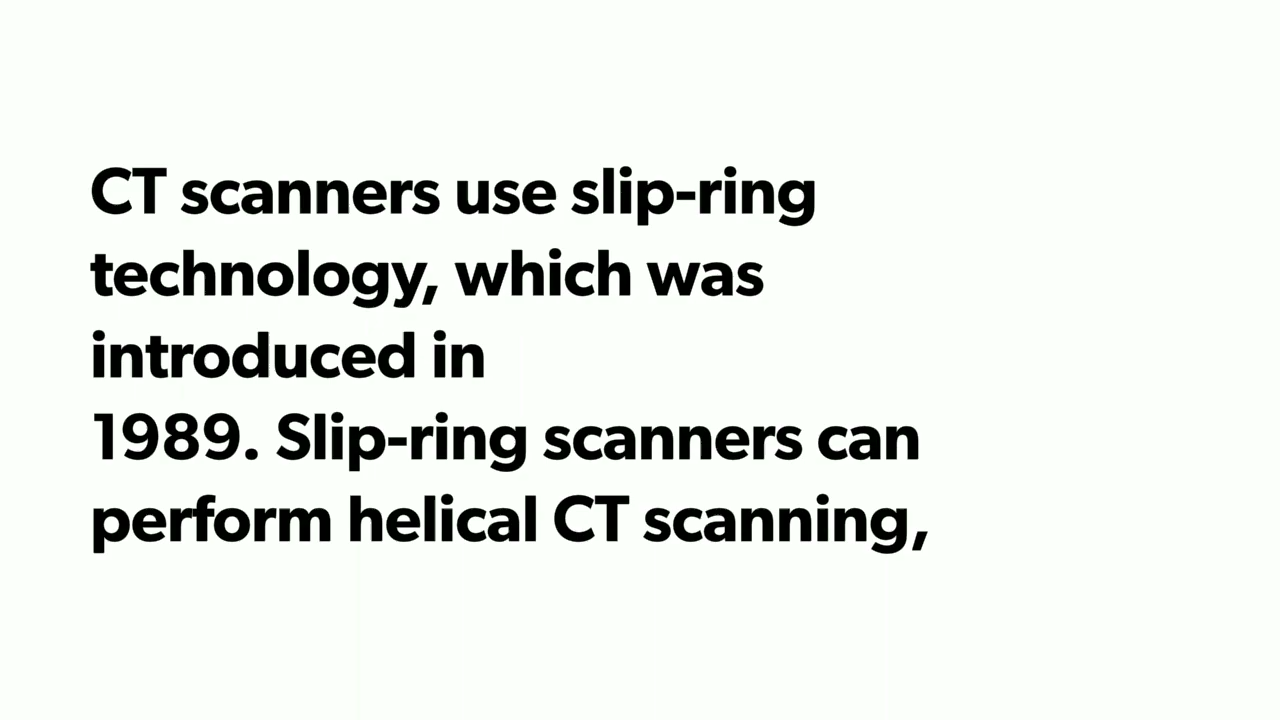 CT scanners use slip-ring
technology, which was
introduced in
1989. Slip-ring scanners can
perform helical CT scanning,